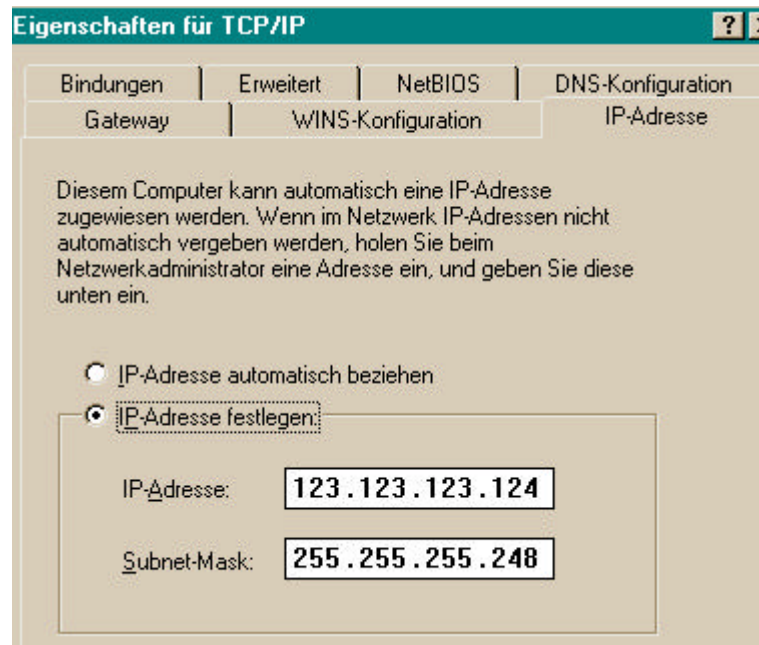 Eigenschaften für TCP/IP
?
Bindungen Erweitert NetBIOS DNS-Konfiguration
Gateway WINS-Konfiguration IP-Adresse
Diesem Computer kann automatisch eine IP-Adresse
zugewiesen werden. Wenn im Netzwerk IP-Adressen nicht
automatisch vergeben werden, holen Sie beim
Netzwerkadministrator eine Adresse ein, und geben Sie diese
unten ein.
IP-Adresse automatisch beziehen
IP-Adresse festlegen:
IP-Adresse: 123.123.123.124
Subnet-Mask: 255.255.255.248